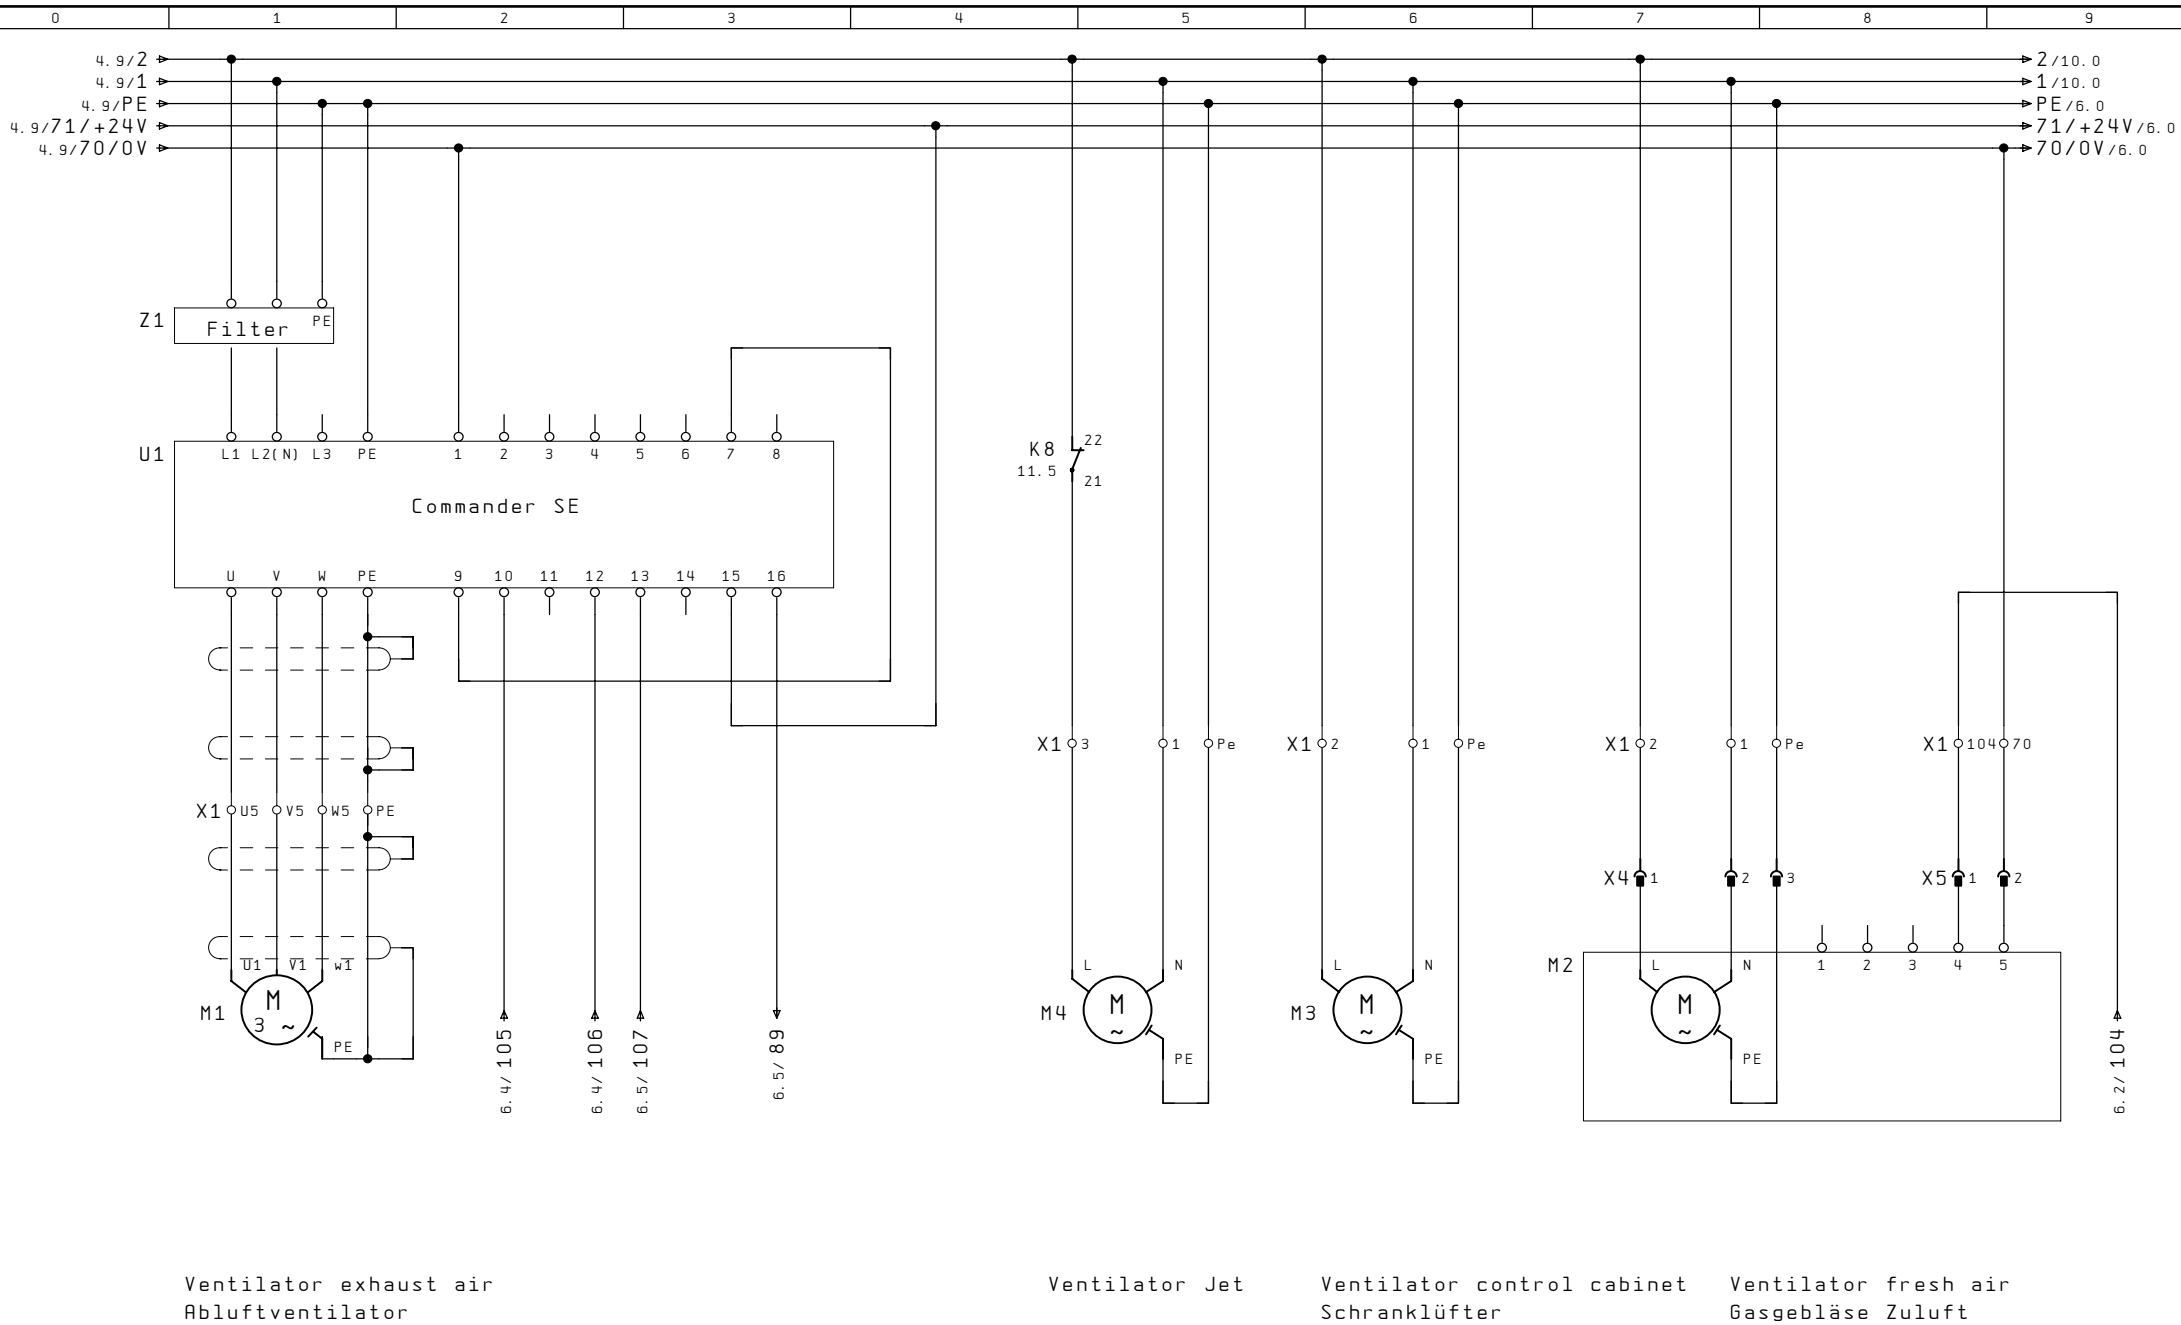 0 1 2 3 4 5 6 7 8 9
4.9/2 2/10.0
4.9/1 1/10.0
4.9/PE PE/6.0
4.9/71/+24V 71/+24V/6.0
4.9/70/0V 70/0V/6.0
Z1 Filter PE
K8 22
11.5 21
U1 L1 L2(N) L3 PE 1 2 3 4 5 6 7 8
Commander SE
U V W PE 9 10 11 12 13 14 15 16
X1 3 1 Pe X1 2 1 Pe X1 2 1 Pe X1 104 70
X1 U5 V5 W5 PE
X4 1 2 3 X5 1 2
U1 V1 w1 L N L N M2 L N 1 2 3 4 5
M1 M 3 ~ M4 M ~ M3 M ~ M ~
PE PE PE PE
6.4/105 6.4/106 6.5/107 6.5/89 6.2/104
Ventilator exhaust air Ventilator Jet Ventilator control cabinet Ventilator fresh air
Abluftventilator Schranklüfter Gasgebläse Zuluft